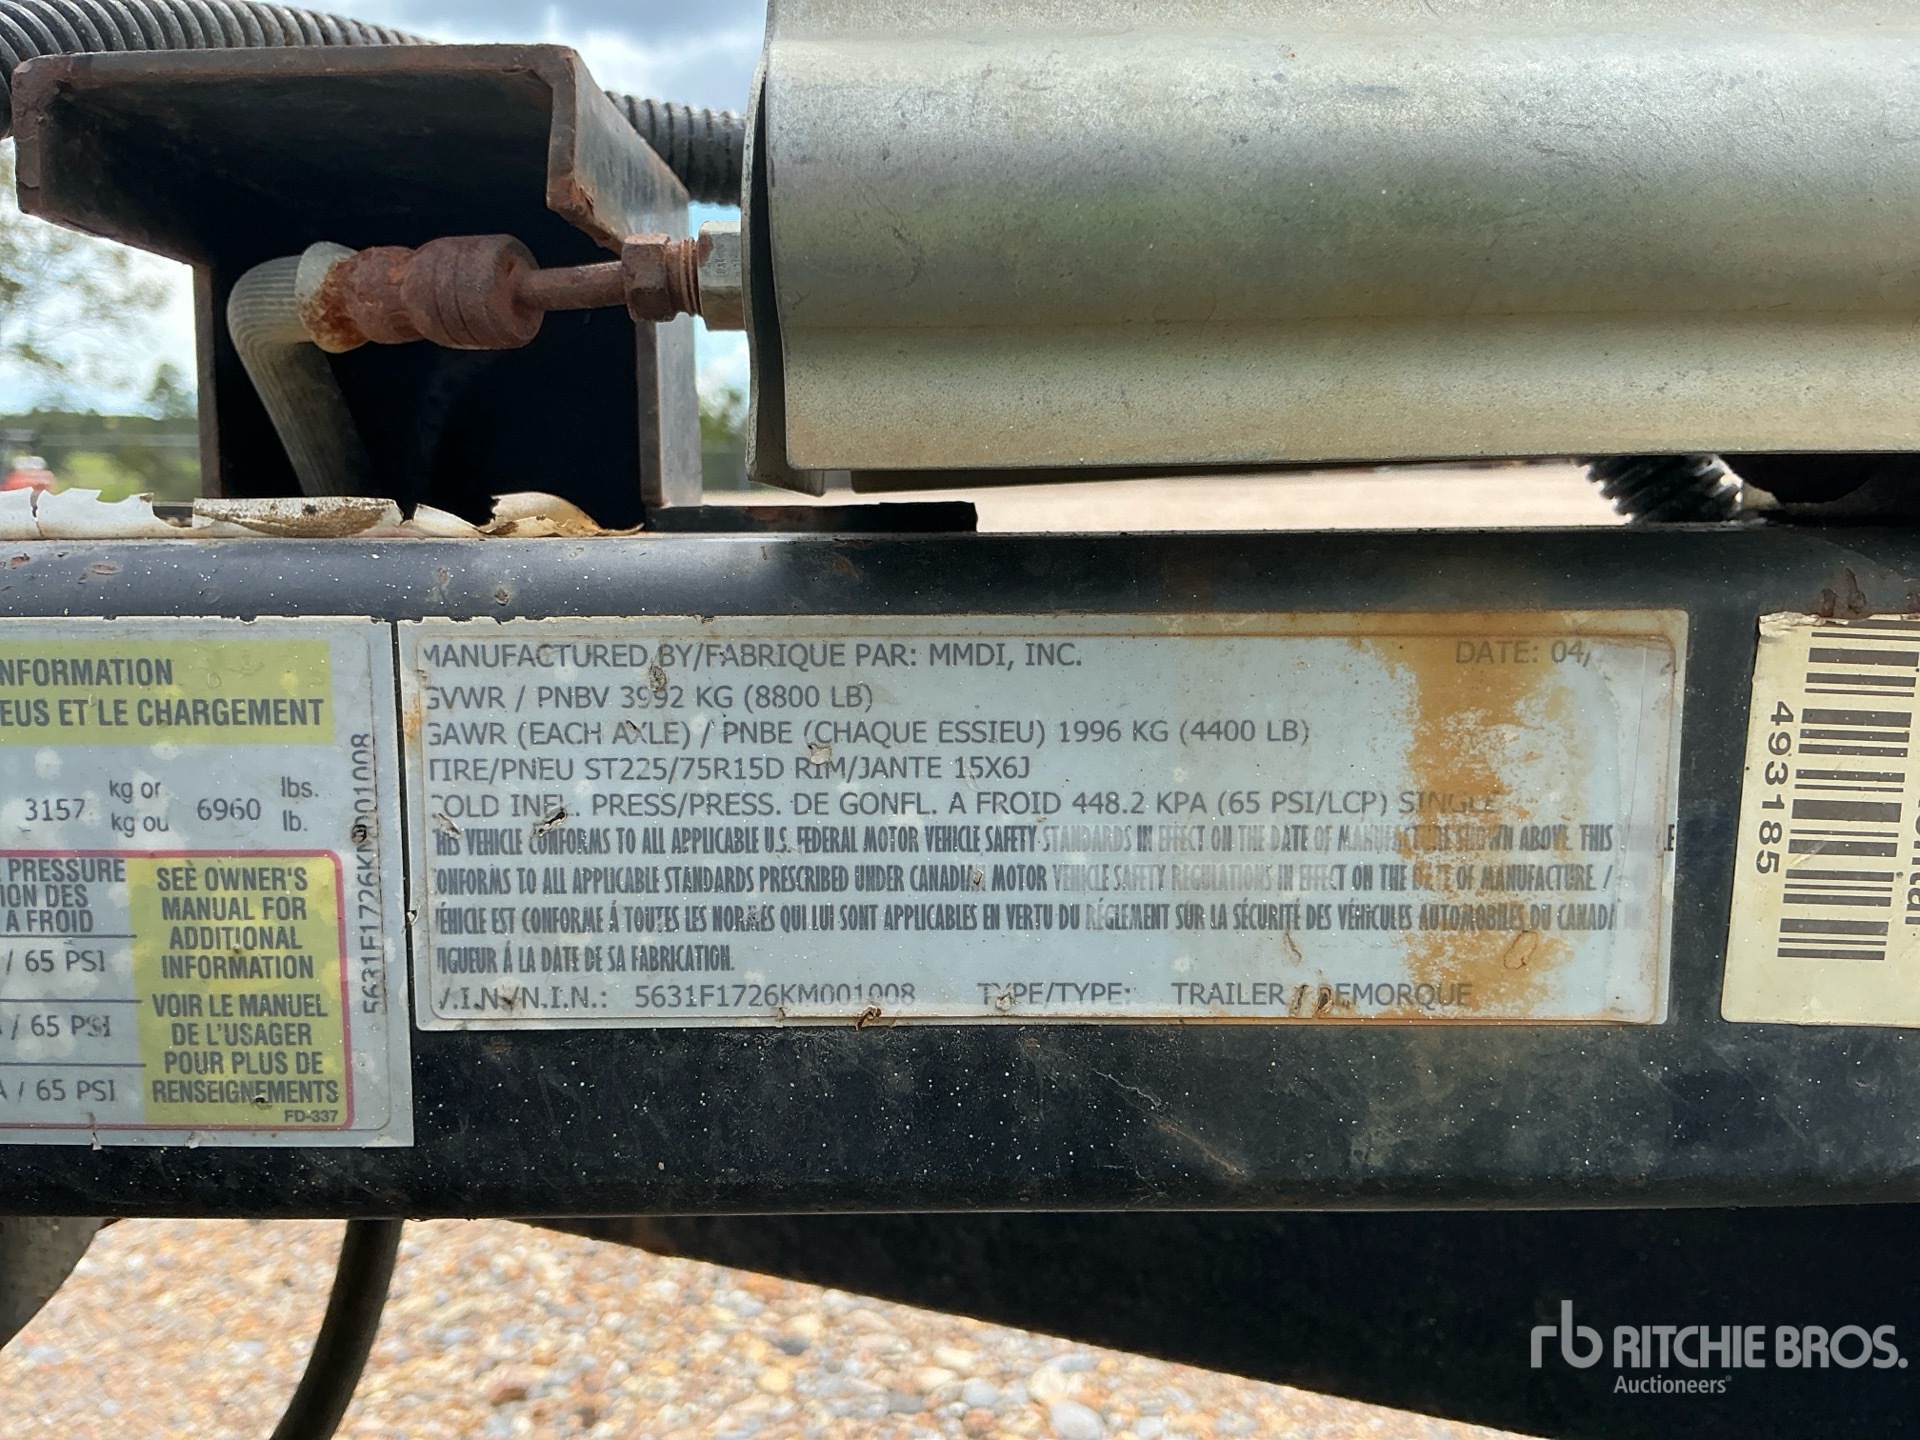 NFORMATION
EUS ET LE CHARGEMENT
3157 kg or kg ou 6960 lbs. lb.
PRESSURE
ION DES
A FROID
/ 65 PSI
/ 65 PSI
/ 65 PSI
SEE OWNER'S
MANUAL FOR
ADDITIONAL
INFORMATION
VOIR LE MANUEL
DE L'USAGER
POUR PLUS DE
RENSEIGNEMENTS
FD-337
5631F1726KM001008
MANUFACTURED BY/FABRIQUE PAR: MMDI, INC. DATE: 04/
GVWR / PNBV 3992 KG (8800 LB)
GAWR (EACH AXLE) / PNBE (CHAQUE ESSIEU) 1996 KG (4400 LB)
TIRE/PNEU ST225/75R15D RIM/JANTE 15X6J
COLD INFL. PRESS/PRESS. DE GONFL. A FROID 448.2 KPA (65 PSI/LCP) SINGLE
THIS VEHICLE CONFORMS TO ALL APPLICABLE U.S. FEDERAL MOTOR VEHICLE SAFETY STANDARDS IN EFFECT ON THE DATE OF MANUFACTURE SHOWN ABOVE. THIS VEHICLE
CONFORMS TO ALL APPLICABLE STANDARDS PRESCRIBED UNDER CANADIAN MOTOR VEHICLE SAFETY REGULATIONS IN EFFECT ON THE DATE OF MANUFACTURE. /
VÉHICLE EST CONFORME Á TOUTES LES NORMES QUI LUI SONT APPLICABLES EN VERTU DU RÉGLEMENT SUR LA SÉCURITÉ DES VÉHICULES AUTOMOBILES DU CANADA
VIGUEUR Á LA DATE DE SA FABRICATION.
V.I.N./N.I.N.: 5631F1726KM001008 TYPE/TYPE: TRAILER / REMORQUE
493185
ental
rb RITCHIE BROS.
Auctioneers